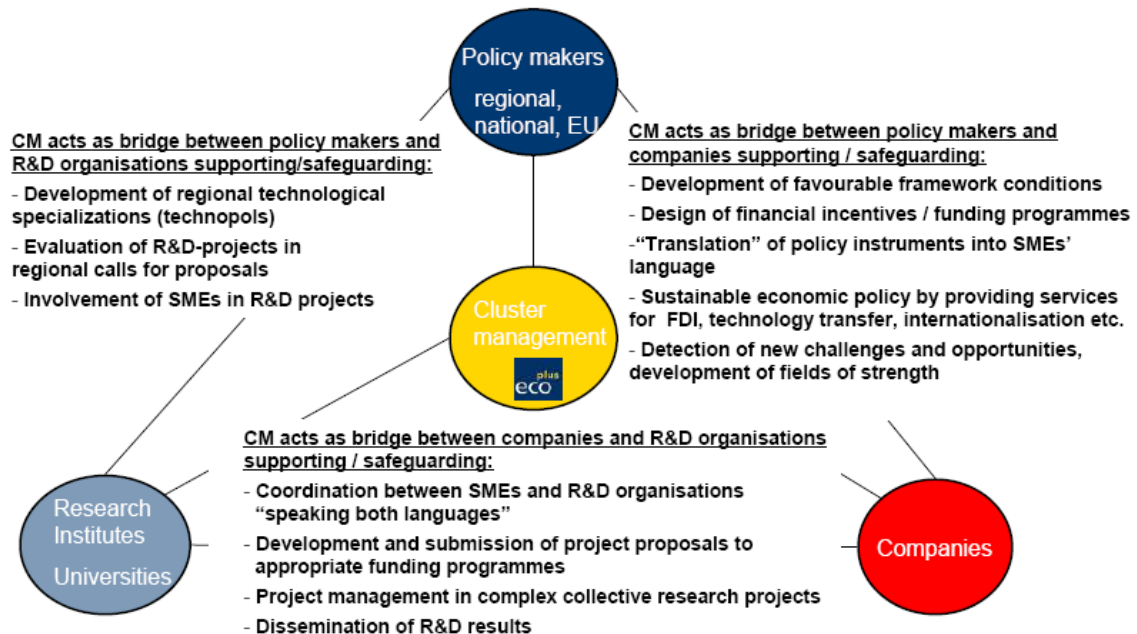 Policy makers
regional,
national, EU
CM acts as bridge between policy makers and
R&D organisations supporting/safeguarding:
- Development of regional technological
specializations (technopols)
- Evaluation of R&D-projects in
regional calls for proposals
- Involvement of SMEs in R&D projects
CM acts as bridge between policy makers and
companies supporting / safeguarding:
- Development of favourable framework conditions
- Design of financial incentives / funding programmes
-“Translation” of policy instruments into SMEs’
language
- Sustainable economic policy by providing services
for FDI, technology transfer, internationalisation etc.
- Detection of new challenges and opportunities,
development of fields of strength
Cluster
management
plus
eco
CM acts as bridge between companies and R&D organisations
supporting / safeguarding:
- Coordination between SMEs and R&D organisations
“speaking both languages”
- Development and submission of project proposals to
appropriate funding programmes
- Project management in complex collective research projects
- Dissemination of R&D results
Research
Institutes
Universities
Companies